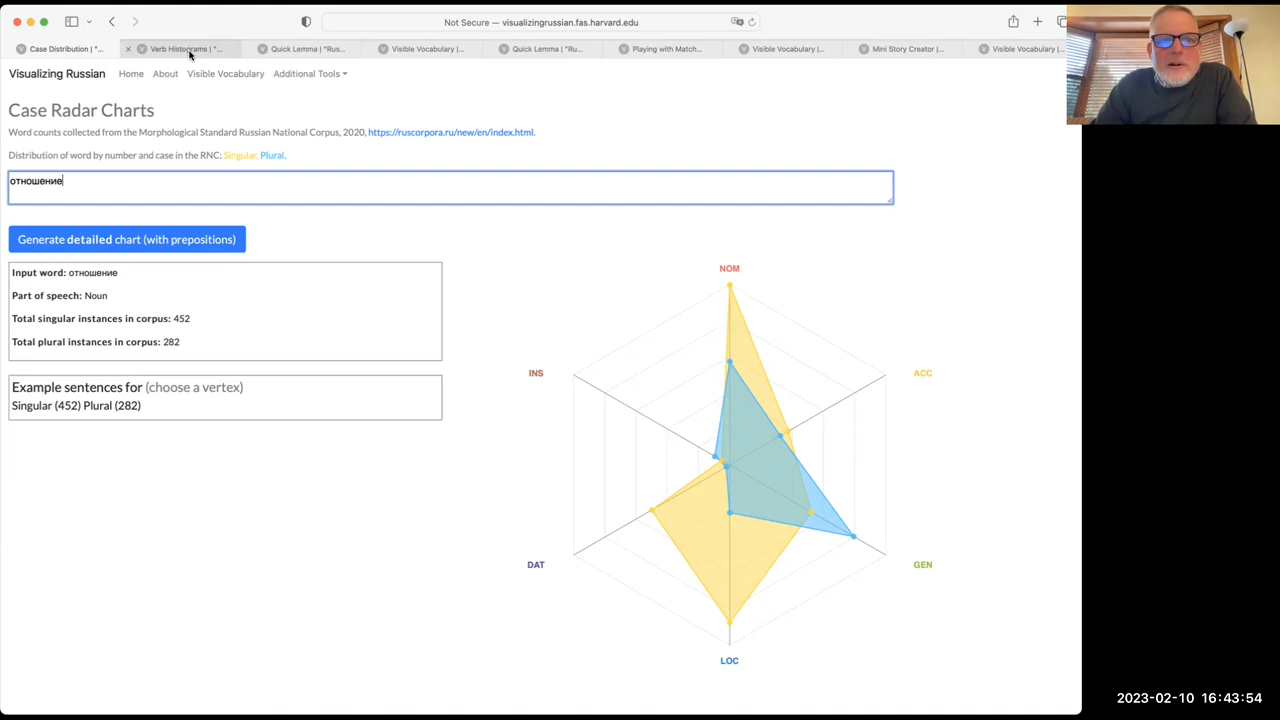 Not Secure — visualizingrussian.fas.harvard.edu
Case Distribution | "...
Verb Histograms | "...
Quick Lemma | "Rus...
Visible Vocabulary |...
Quick Lemma | "Ru...
Playing with Match...
Visible Vocabulary |...
Mini Story Creator |...
Visible Vocabulary |...
Visualizing Russian Home About Visible Vocabulary Additional Tools
Case Radar Charts
Word counts collected from the Morphological Standard Russian National Corpus, 2020, https://ruscorpora.ru/new/en/index.html.
Distribution of word by number and case in the RNC: Singular, Plural,
отношение
Generate detailed chart (with prepositions)
Input word: отношение
Part of speech: Noun
Total singular instances in corpus: 452
Total plural instances in corpus: 282
Example sentences for (choose a vertex)
Singular (452) Plural (282)
NOM
INS
ACC
DAT
GEN
LOC
2023-02-10 16:43:54